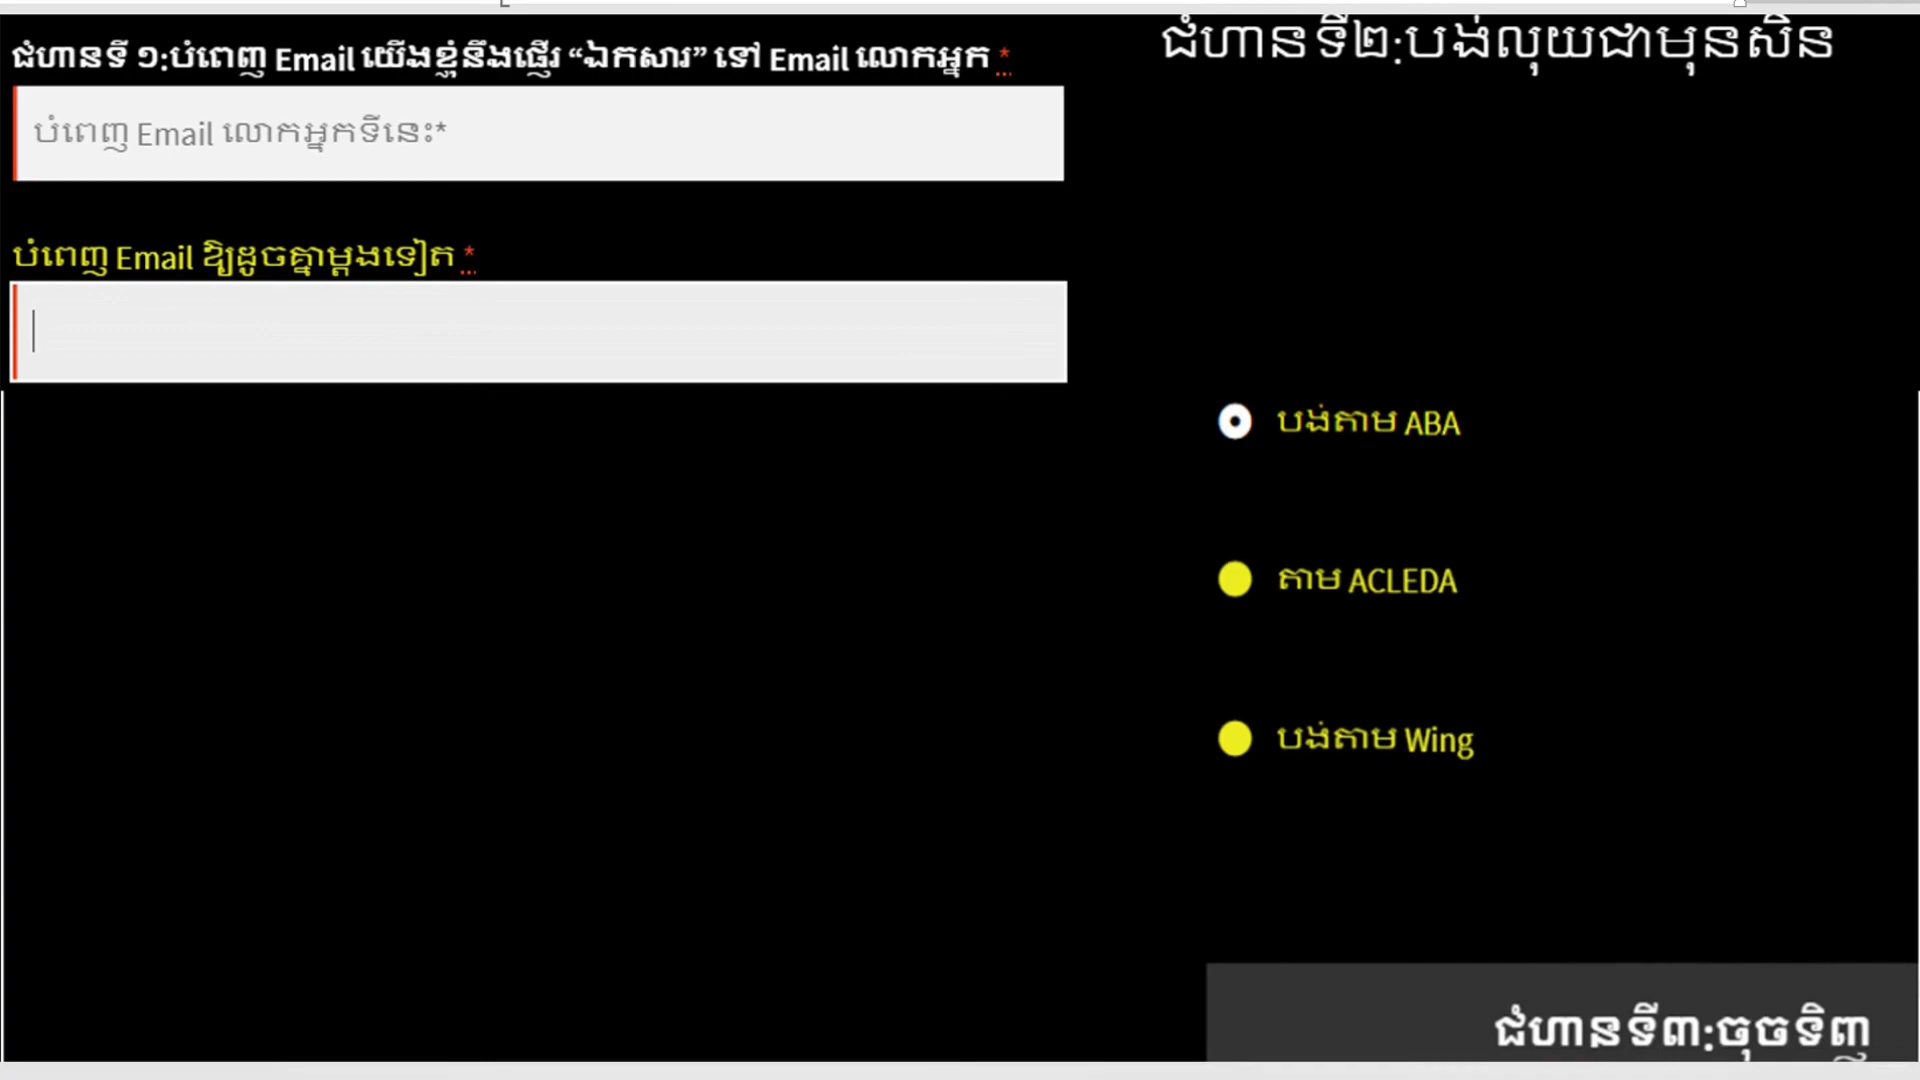 ជំហានទី ១:បំពេញ Email យើងខ្ញុំនឹងផ្ញើរ “ឯកសារ” ទៅ Email លោកអ្នក *
បំពេញ Email លោកអ្នកទីនេះ*
បំពេញ Email ឱ្យដូចគ្នាម្តងទៀត *
ជំហានទី២:បង់លុយជាមុនសិន
បង់តាម ABA
តាម ACLEDA
បង់តាម Wing
ជំហានទី៣:ចុចទិញ